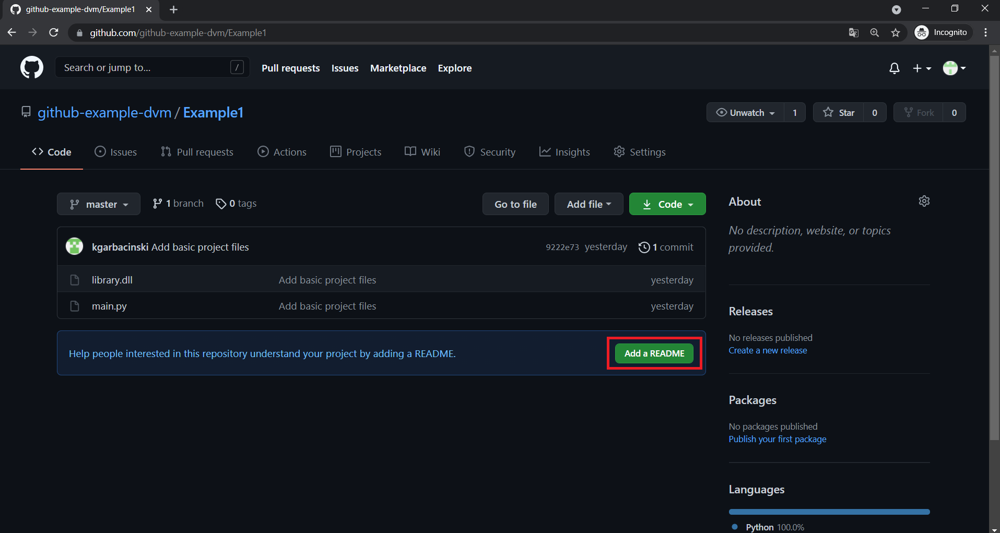 github-example-dvm/Example1
github.com/github-example-dvm/Example1
Incognito
Search or jump to...
/
Pull requests
Issues
Marketplace
Explore
github-example-dvm / Example1
Unwatch
1
Star
0
Fork
0
Code
Issues
Pull requests
Actions
Projects
Wiki
Security
Insights
Settings
master
1 branch
0 tags
Go to file
Add file
Code
kgarbacinski Add basic project files
9222e73 yesterday
1 commit
library.dll
Add basic project files
yesterday
main.py
Add basic project files
yesterday
Help people interested in this repository understand your project by adding a README.
Add a README
About
No description, website, or topics
provided.
Releases
No releases published
Create a new release
Packages
No packages published
Publish your first package
Languages
Python 100.0%